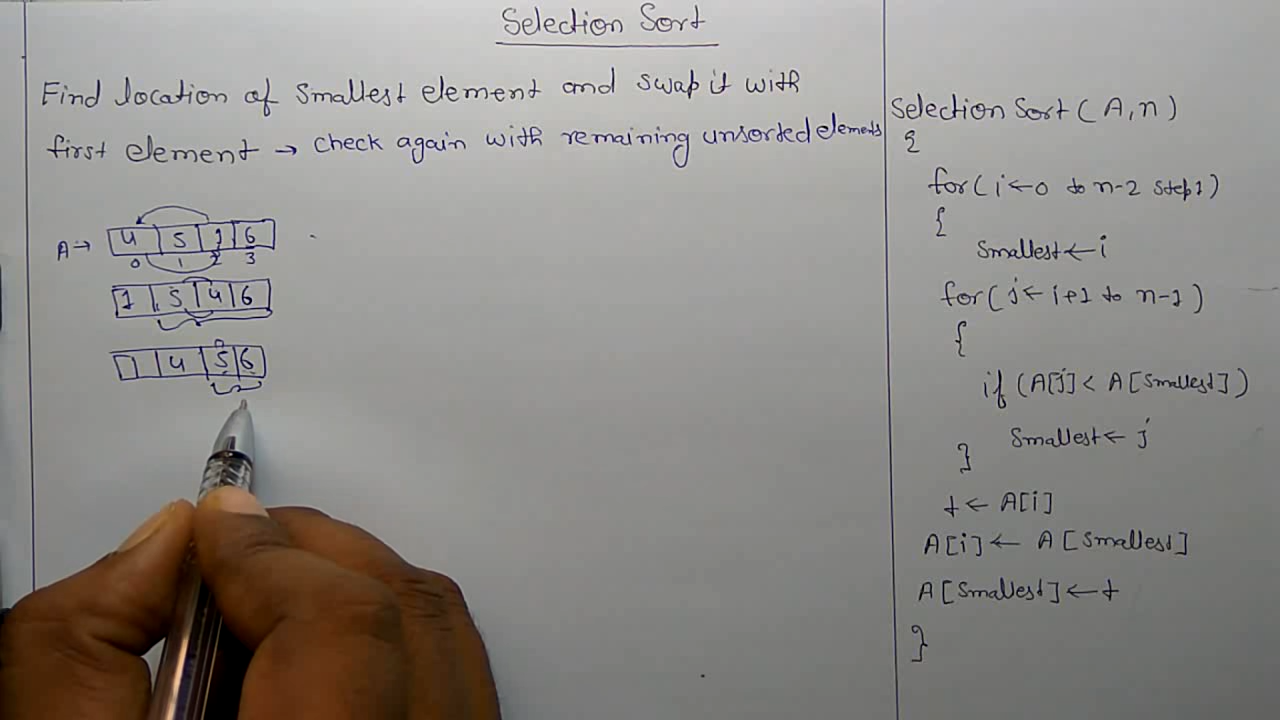 Selection Sort
Find location of smallest element and swap it with
first element → check again with remaining unsorted elements
A→ 4 5 1 6
0 1 2 3
1 5 4 6
1 4 5 6
Selection Sort (A,n)
{
for(i←0 to n-2 step1)
{
Smallest←i
for(j←i+1 to n-1)
{
if (A[j]< A[Smallest])
Smallest← j
}
t← A[i]
A[i]← A[Smallest]
A[Smallest]←t
}